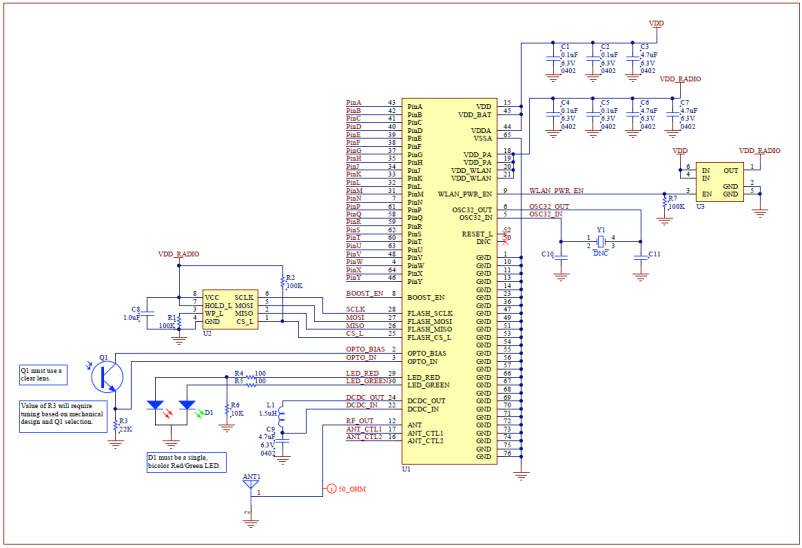 VDD
C1
0.1uF
6.3V
0402
C2
0.1uF
6.3V
0402
C3
4.7uF
6.3V
0402
VDD_RADIO
C4
0.1uF
6.3V
0402
C5
0.1uF
6.3V
0402
C6
4.7uF
6.3V
0402
C7
4.7uF
6.3V
0402
PinA 43 PinA
PinB 42 PinB
PinC 41 PinC
PinD 40 PinD
PinE 39 PinE
PinF 38 PinF
PinG 37 PinG
PinH 35 PinH
PinJ 34 PinJ
PinK 33 PinK
PinL 32 PinL
PinM 31 PinM
PinN 7 PinN
PinP 61 PinP
PinQ 58 PinQ
PinR 59 PinR
PinS 62 PinS
PinT 60 PinT
PinU 63 PinU
PinV 48 PinV
PinW 4 PinW
PinX 64 PinX
PinY 46 PinY
BOOST_EN 8 BOOST_EN
SCLK 28 FLASH_SCLK
MOSI 27 FLASH_MOSI
MISO 26 FLASH_MISO
CS_L 25 FLASH_CS_L
OPTO_BIAS 2 OPTO_BIAS
OPTO_IN 3 OPTO_IN
LED_RED 29 LED_RED
LED_GREEN 30 LED_GREEN
DCDC_OUT 24 DCDC_OUT
DCDC_IN 22 DCDC_IN
RF_OUT 12 ANT
ANT_CTL1 17 ANT_CTL1
ANT_CTL2 16 ANT_CTL2
U1
VDD 15
VDD_BAT 45
VDDA 44
VSSA 65
VDD_PA 18
VDD_PA 19
VDD_WLAN 20
VDD_WLAN 21
WLAN_PWR_EN 9 WLAN_PWR_EN
OSC32_OUT 6 OSC32_OUT
OSC32_IN 5 OSC32_IN
RESET_L 52
DNC
GND 1
GND 10
GND 11
GND 13
GND 14
GND 23
GND 36
GND 47
GND 49
GND 51
GND 53
GND 54
GND 55
GND 56
GND 57
GND 66
GND 67
GND 68
GND 69
GND 70
GND 71
GND 72
GND 73
GND 74
GND 75
GND 76
VDD
VDD_RADIO
6 IN
4 IN
3 EN
OUT 1
GND 2
GND 5
U3
R7
100K
Y1
1
2
4
3
DNC
C10
C11
VDD_RADIO
R2
100K
8 VCC
7 HOLD_L
3 WP_L
4 GND
SCLK 6
MOSI 5
MISO 2
CS_L 1
U2
C8
1.0uF
R1
100K
Q1
Q1 must use a
clear lens.
Value of R3 will require
tuning based on mechanical
design and Q1 selection.
R3
12K
D1
R4 100
R5 100
R6
10K
L1
1.5uH
C9
4.7uF
6.3V
0402
D1 must be a single,
bicolor Red/Green LED.
ANT1
1
2
1 50_OHM